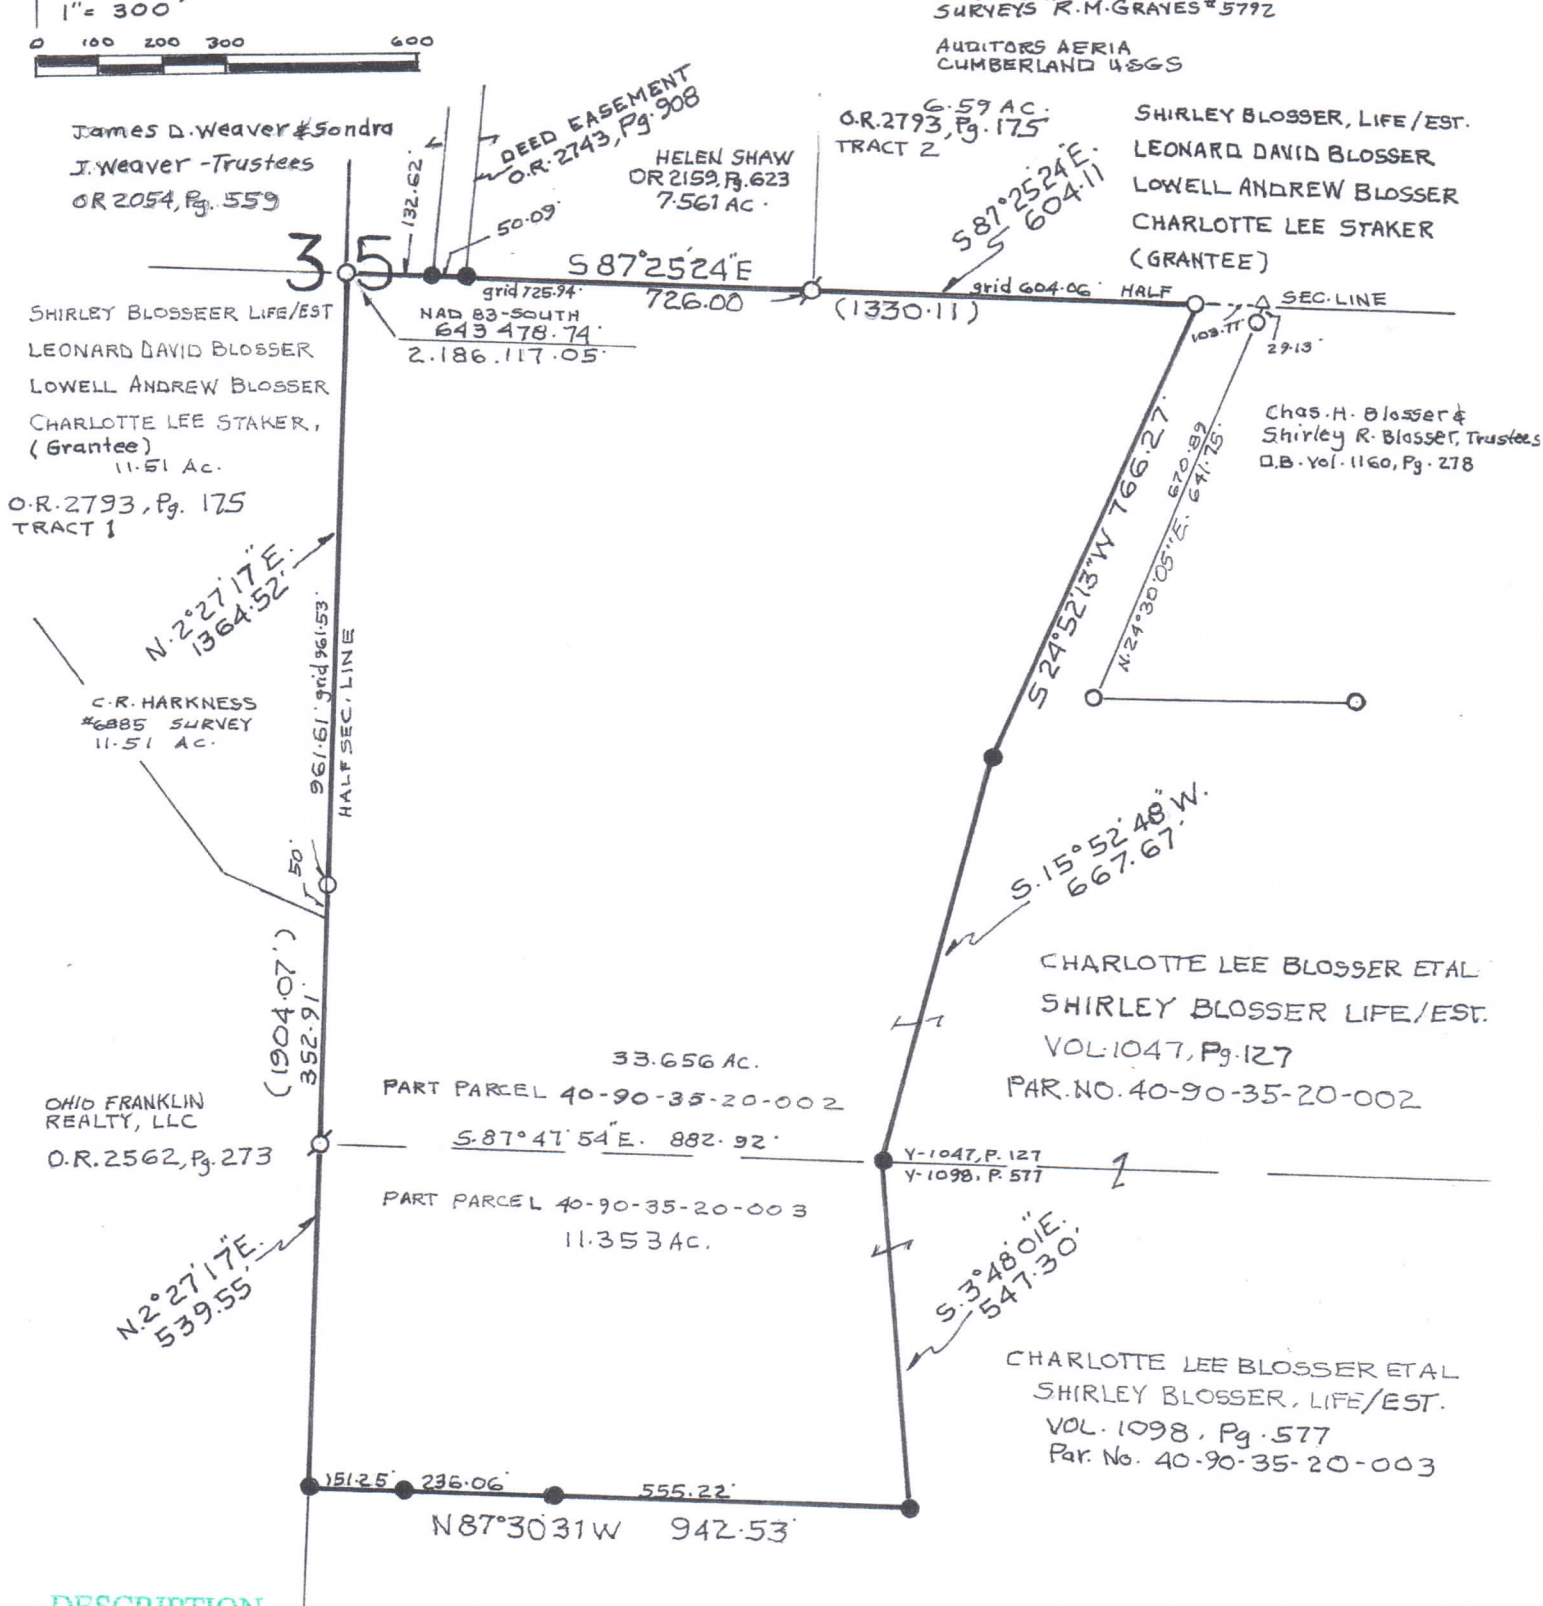 1"= 300'
0 100 200 300 600
SURVEYS R.M.GRAVES #5792
AUDITORS AERIA
CUMBERLAND USGS
James D. Weaver & Sondra
J. Weaver - Trustees
OR 2054, Pg. 559
132.62'
DEED EASEMENT
O.R. 2743, Pg. 908
50.09'
HELEN SHAW
OR 2159, Pg. 623
7.561 AC.
6.59 AC.
O.R. 2793, Pg. 175
TRACT 2
S 87°25'24"E.
604.11
SHIRLEY BLOSSER, LIFE/EST.
LEONARD DAVID BLOSSER
LOWELL ANDREW BLOSSER
CHARLOTTE LEE STAKER
(GRANTEE)
35
S 87°25'24"E
grid 725.94'
726.00
(1330.11)
grid 604.06'
HALF
SEC. LINE
103.77'
29.13'
NAD 83-SOUTH
643 478.74'
2.186.117.05'
SHIRLEY BLOSSEER LIFE/EST
LEONARD DAVID BLOSSER
LOWELL ANDREW BLOSSER
CHARLOTTE LEE STAKER,
(Grantee)
11.51 Ac.
O.R. 2793, Pg. 175
TRACT 1
Chas. H. Blosser &
Shirley R. Blosser, Trustees
D.B. Vol. 1160, Pg. 278
S 24°52'13"W 766.27'
670.89
N. 24°30'05"E. 641.75'
N. 2°27'17"E.
1364.52'
961.61' grid 961.53'
HALF SEC. LINE
C.R. HARKNESS
#6885 SURVEY
11.51 AC.
50'
S. 15°52'48"W.
667.67'
(1904.07')
352.91'
CHARLOTTE LEE BLOSSER ETAL
SHIRLEY BLOSSER LIFE/EST.
VOL. 1047, Pg. 127
PAR. NO. 40-90-35-20-002
33.656 AC.
PART PARCEL 40-90-35-20-002
OHIO FRANKLIN
REALTY, LLC
O.R. 2562, Pg. 273
S. 87°47'54"E. 882.92'
V-1047, P. 127
V-1098, P. 577
PART PARCEL 40-90-35-20-003
11.353 AC.
N. 2°27'17"E.
539.55'
S. 3°48'01"E.
547.30'
CHARLOTTE LEE BLOSSER ETAL
SHIRLEY BLOSSER, LIFE/EST.
VOL. 1098, Pg. 577
Par. No. 40-90-35-20-003
151.25' 236.06' 555.22'
N87°30'31W 942.53'
DESCRIPTION